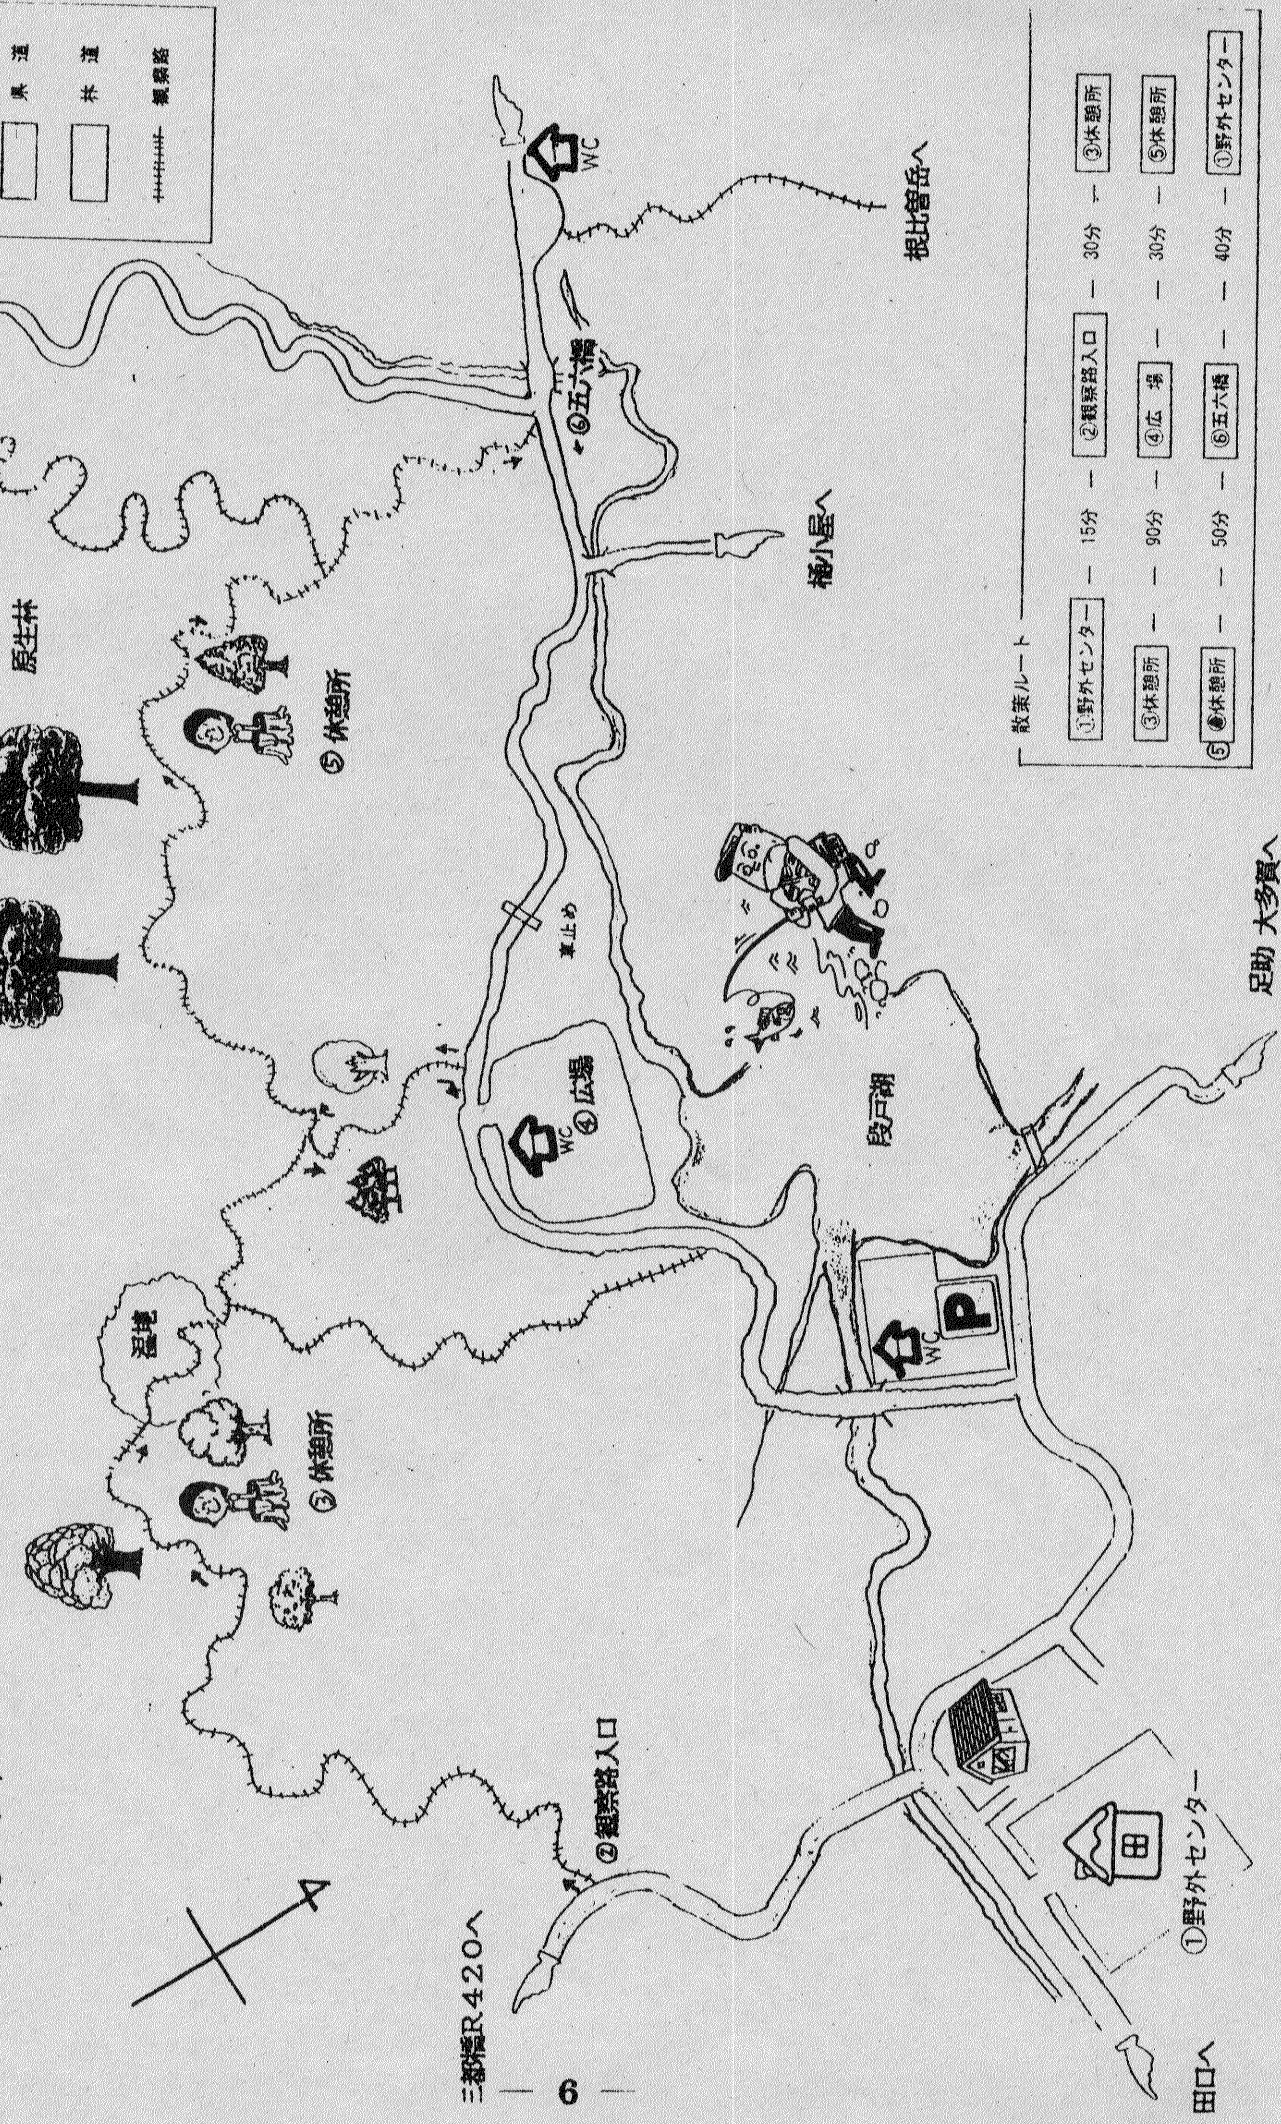 県道
林道
観察路
原生林
湿地
③休憩所
⑤休憩所
②観察路入口
三都橋R420へ
④広場
WC
車止め
⑥五六橋
WC
根比曽岳へ
樋小屋へ
段戸湖
WC
P
足助 大多賀へ
①野外センター
田口へ
散策ルート
①野外センター ― 15分 ― ②観察路入口 ― 30分 ― ③休憩所
③休憩所 ― 90分 ― ④広場 ― 30分 ― ⑤休憩所
⑤休憩所 ― 50分 ― ⑥五六橋 ― 40分 ― ①野外センター
― 6 ―